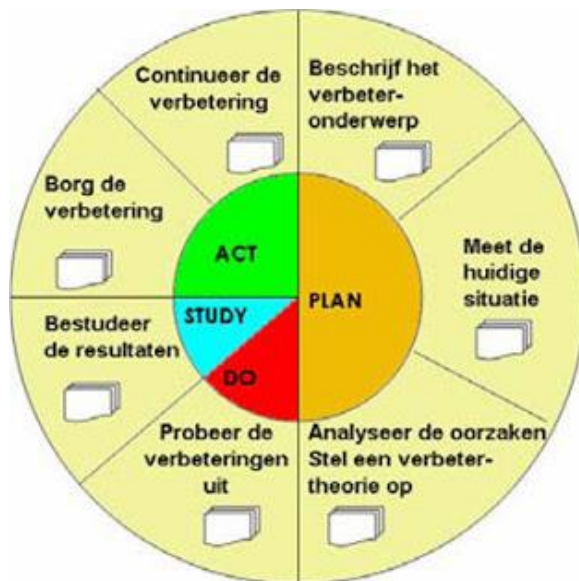 Continueer de
verbetering
Beschrijf het
verbeter-
onderwerp
Borg de
verbetering
Meet de
huidige
situatie
ACT
PLAN
STUDY
DO
Bestudeer
de resultaten
Probeer de
verbeteringen
uit
Analyseer de oorzaken
Stel een verbeter-
theorie op